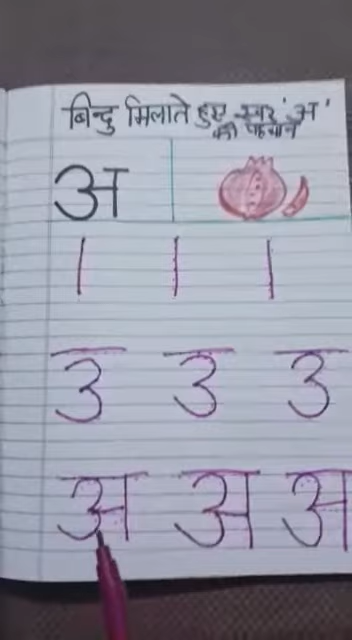 बिन्दु मिलाते हुए स्वर 'अ'
की पहचान
अ
। । ।
उ उ उ
अ अ अ